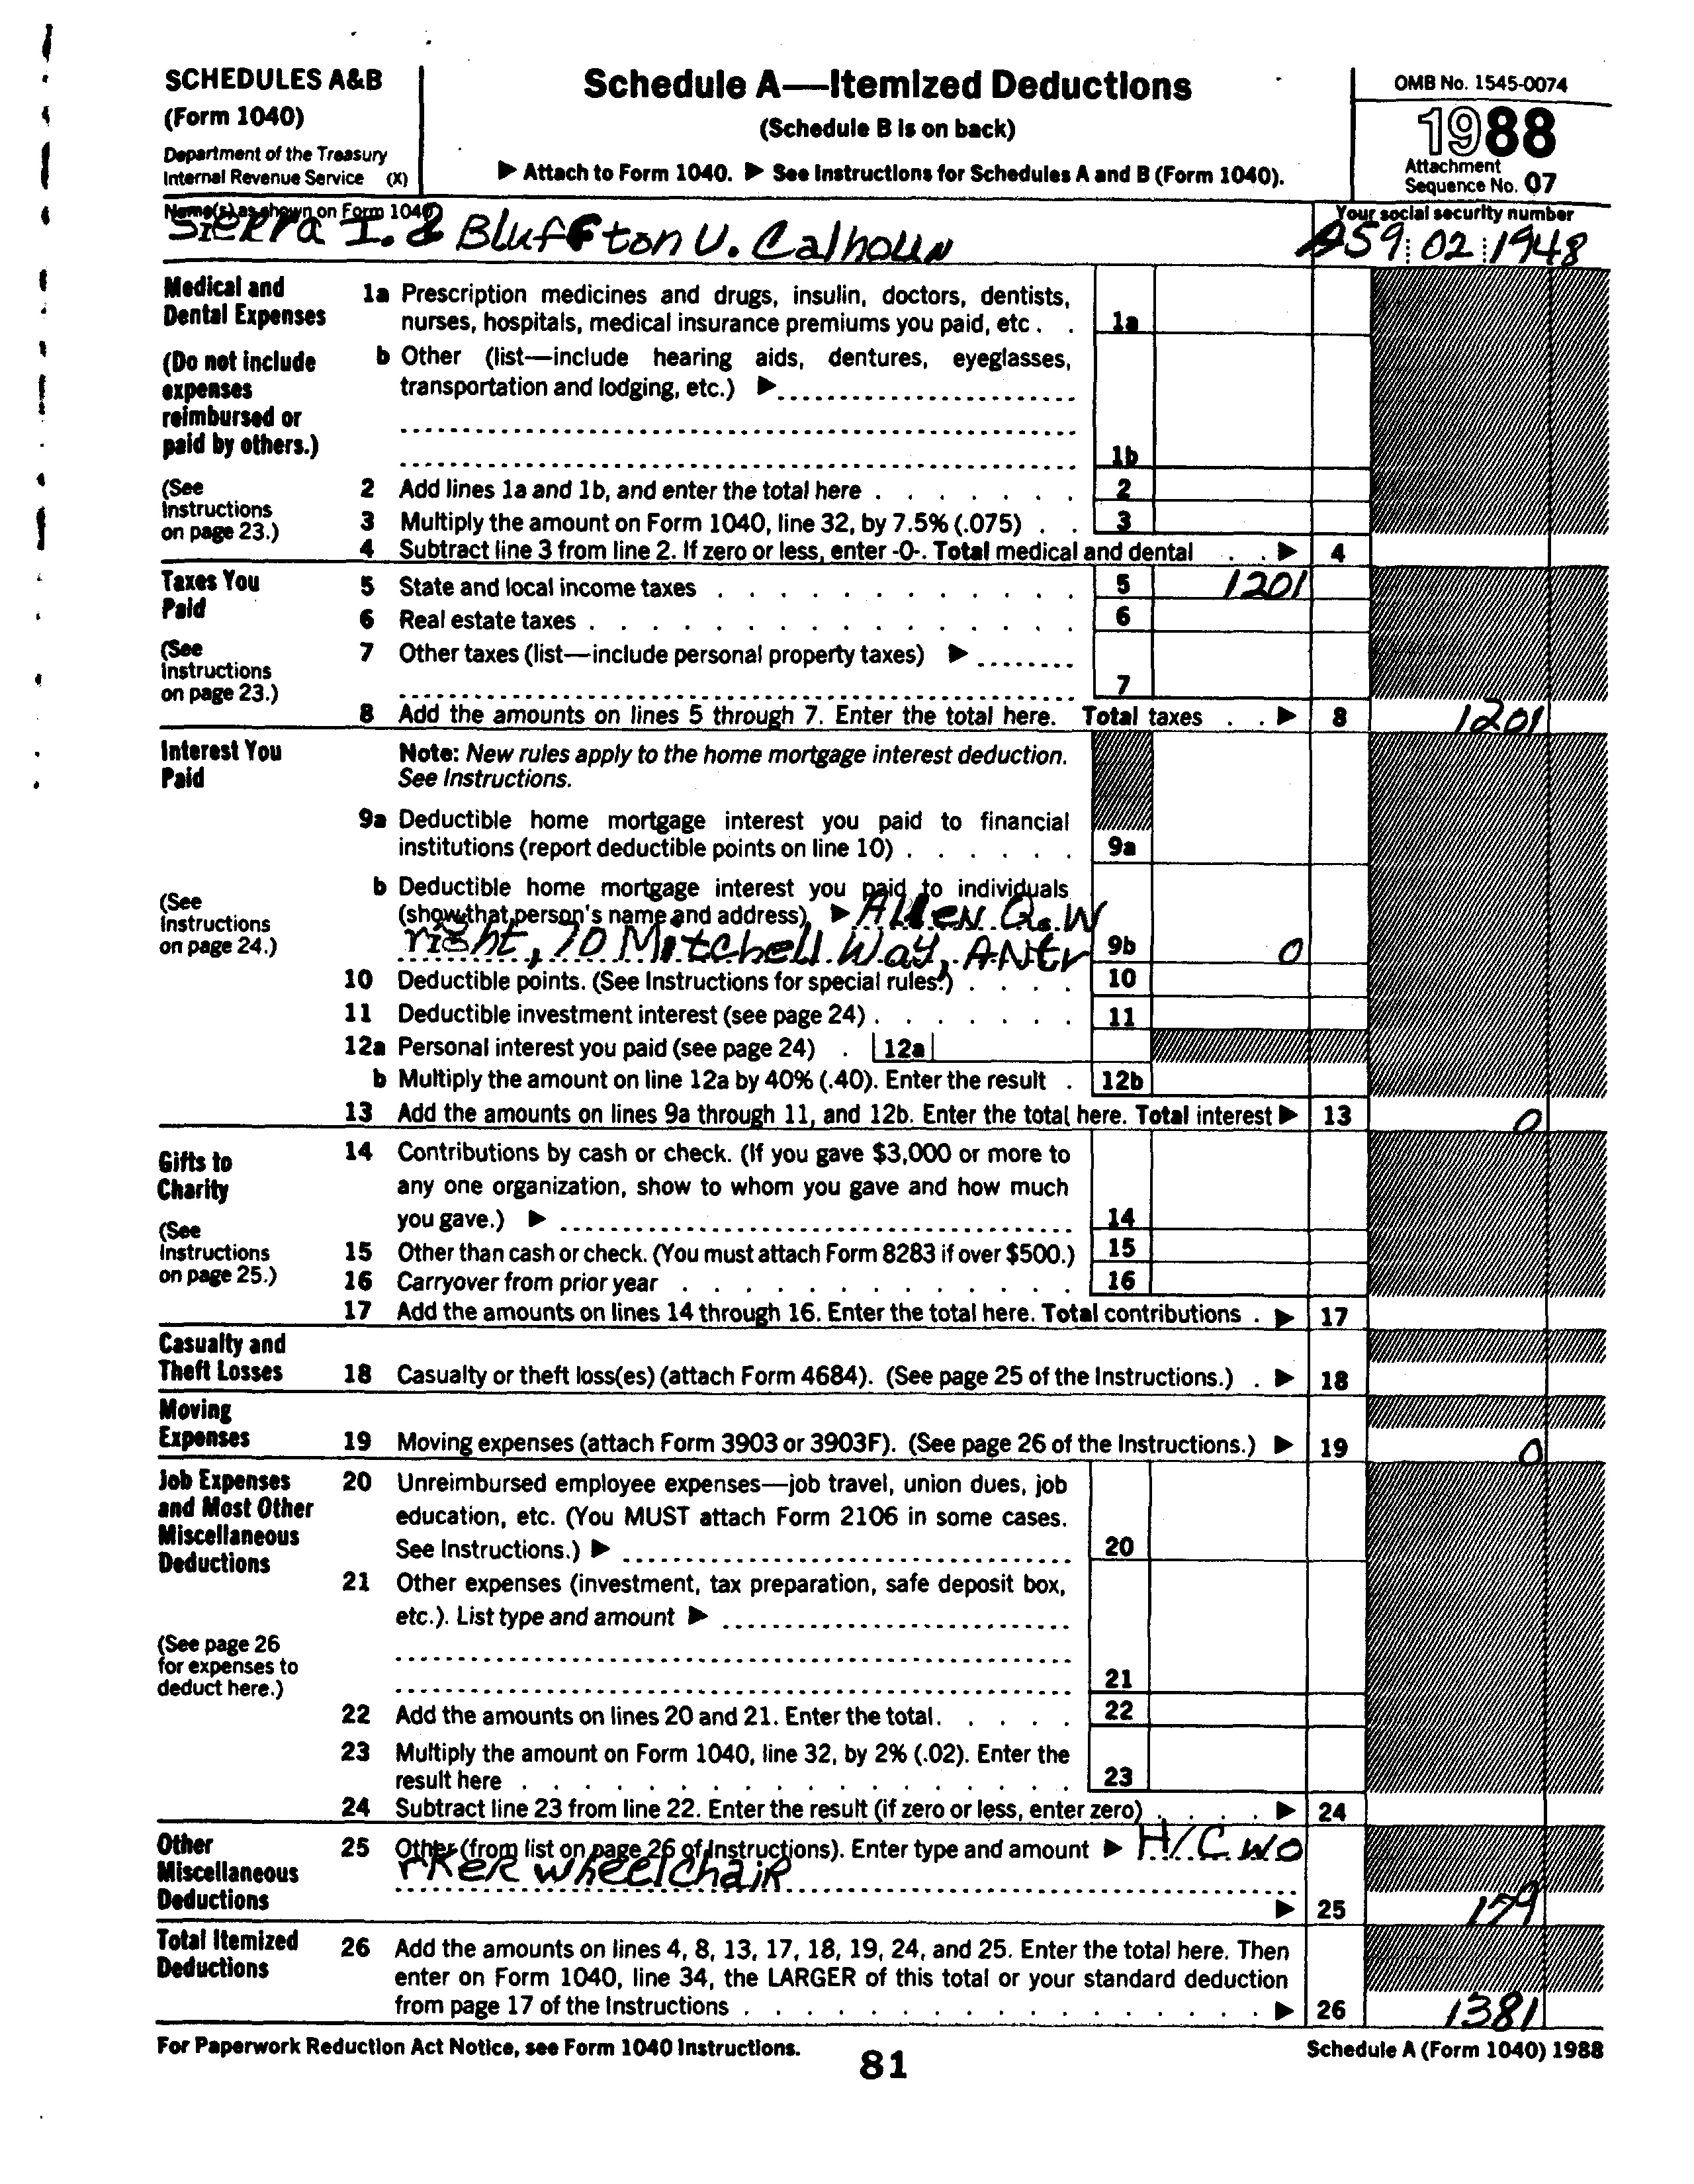 SCHEDULES A&B
(Form 1040)
Department of the Treasury
Internal Revenue Service (X)
Schedule A—Itemized Deductions
(Schedule B is on back)
▶ Attach to Form 1040. ▶ See Instructions for Schedules A and B (Form 1040).
OMB No. 1545-0074
1988
Attachment
Sequence No. 07
Name(s) as shown on Form 1040
Sierra I. & Bluffton U. Calhoun
Your social security number
A59 02 1948
Medical and
Dental Expenses
(Do not include
expenses
reimbursed or
paid by others.)
(See
Instructions
on page 23.)
1a Prescription medicines and drugs, insulin, doctors, dentists,
nurses, hospitals, medical insurance premiums you paid, etc . . 1a
b Other (list—include hearing aids, dentures, eyeglasses,
transportation and lodging, etc.) ▶
1b
2 Add lines 1a and 1b, and enter the total here . . . . . . . 2
3 Multiply the amount on Form 1040, line 32, by 7.5% (.075) . . 3
4 Subtract line 3 from line 2. If zero or less, enter -0-. Total medical and dental . . ▶ 4
Taxes You
Paid
(See
Instructions
on page 23.)
5 State and local income taxes . . . . . . . . . . . . 5 1201
6 Real estate taxes . . . . . . . . . . . . . . . . 6
7 Other taxes (list—include personal property taxes) ▶
7
8 Add the amounts on lines 5 through 7. Enter the total here. Total taxes . . ▶ 8 1201
Interest You
Paid
(See
Instructions
on page 24.)
Note: New rules apply to the home mortgage interest deduction.
See Instructions.
9a Deductible home mortgage interest you paid to financial
institutions (report deductible points on line 10) . . . . . . 9a
b Deductible home mortgage interest you paid to individuals
(show that person's name and address) ▶ Allen Q. W
right, 70 Mitchell Way, Antr 9b 0
10 Deductible points. (See Instructions for special rules.) . . . . 10
11 Deductible investment interest (see page 24) . . . . . . . 11
12a Personal interest you paid (see page 24) . 12a
b Multiply the amount on line 12a by 40% (.40). Enter the result . 12b
13 Add the amounts on lines 9a through 11, and 12b. Enter the total here. Total interest ▶ 13 0
Gifts to
Charity
(See
Instructions
on page 25.)
14 Contributions by cash or check. (If you gave $3,000 or more to
any one organization, show to whom you gave and how much
you gave.) ▶ 14
15 Other than cash or check. (You must attach Form 8283 if over $500.) 15
16 Carryover from prior year . . . . . . . . . . . . . 16
17 Add the amounts on lines 14 through 16. Enter the total here. Total contributions . ▶ 17
Casualty and
Theft Losses
18 Casualty or theft loss(es) (attach Form 4684). (See page 25 of the Instructions.) . ▶ 18
Moving
Expenses
19 Moving expenses (attach Form 3903 or 3903F). (See page 26 of the Instructions.) ▶ 19 0
Job Expenses
and Most Other
Miscellaneous
Deductions
(See page 26
for expenses to
deduct here.)
20 Unreimbursed employee expenses—job travel, union dues, job
education, etc. (You MUST attach Form 2106 in some cases.
See Instructions.) ▶ 20
21 Other expenses (investment, tax preparation, safe deposit box,
etc.). List type and amount ▶
21
22 Add the amounts on lines 20 and 21. Enter the total. . . . . 22
23 Multiply the amount on Form 1040, line 32, by 2% (.02). Enter the
result here . . . . . . . . . . . . . . . . . 23
24 Subtract line 23 from line 22. Enter the result (if zero or less, enter zero) . . . . ▶ 24
Other
Miscellaneous
Deductions
25 Other (from list on page 26 of Instructions). Enter type and amount ▶ H/C wo
rker wheelchair
▶ 25 179
Total Itemized
Deductions
26 Add the amounts on lines 4, 8, 13, 17, 18, 19, 24, and 25. Enter the total here. Then
enter on Form 1040, line 34, the LARGER of this total or your standard deduction
from page 17 of the Instructions . . . . . . . . . . . . . . . . . ▶ 26 1381
For Paperwork Reduction Act Notice, see Form 1040 Instructions.
Schedule A (Form 1040) 1988
81